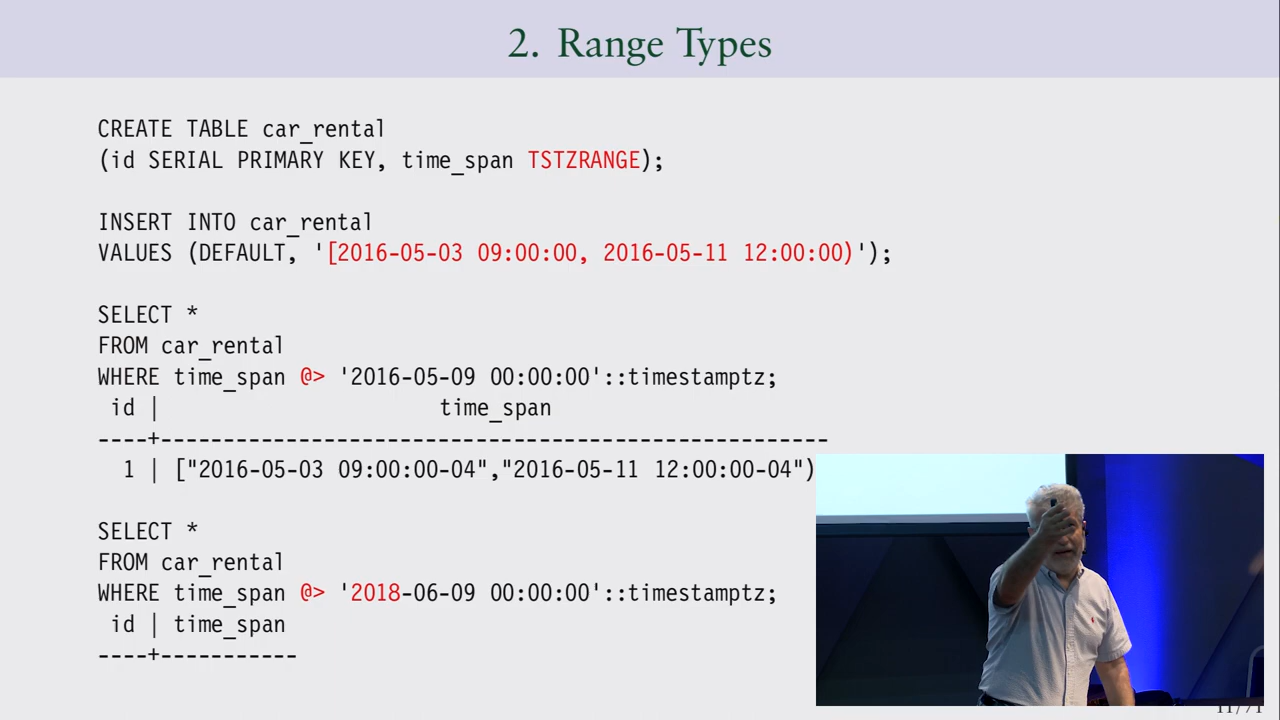 2. Range Types
CREATE TABLE car_rental
(id SERIAL PRIMARY KEY, time_span TSTZRANGE);
INSERT INTO car_rental
VALUES (DEFAULT, '[2016-05-03 09:00:00, 2016-05-11 12:00:00)');
SELECT *
FROM car_rental
WHERE time_span @> '2016-05-09 00:00:00'::timestamptz;
id | time_span
----+-----------------------------------------------------
1 | ["2016-05-03 09:00:00-04","2016-05-11 12:00:00-04")
SELECT *
FROM car_rental
WHERE time_span @> '2018-06-09 00:00:00'::timestamptz;
id | time_span
----+-----------
11/71